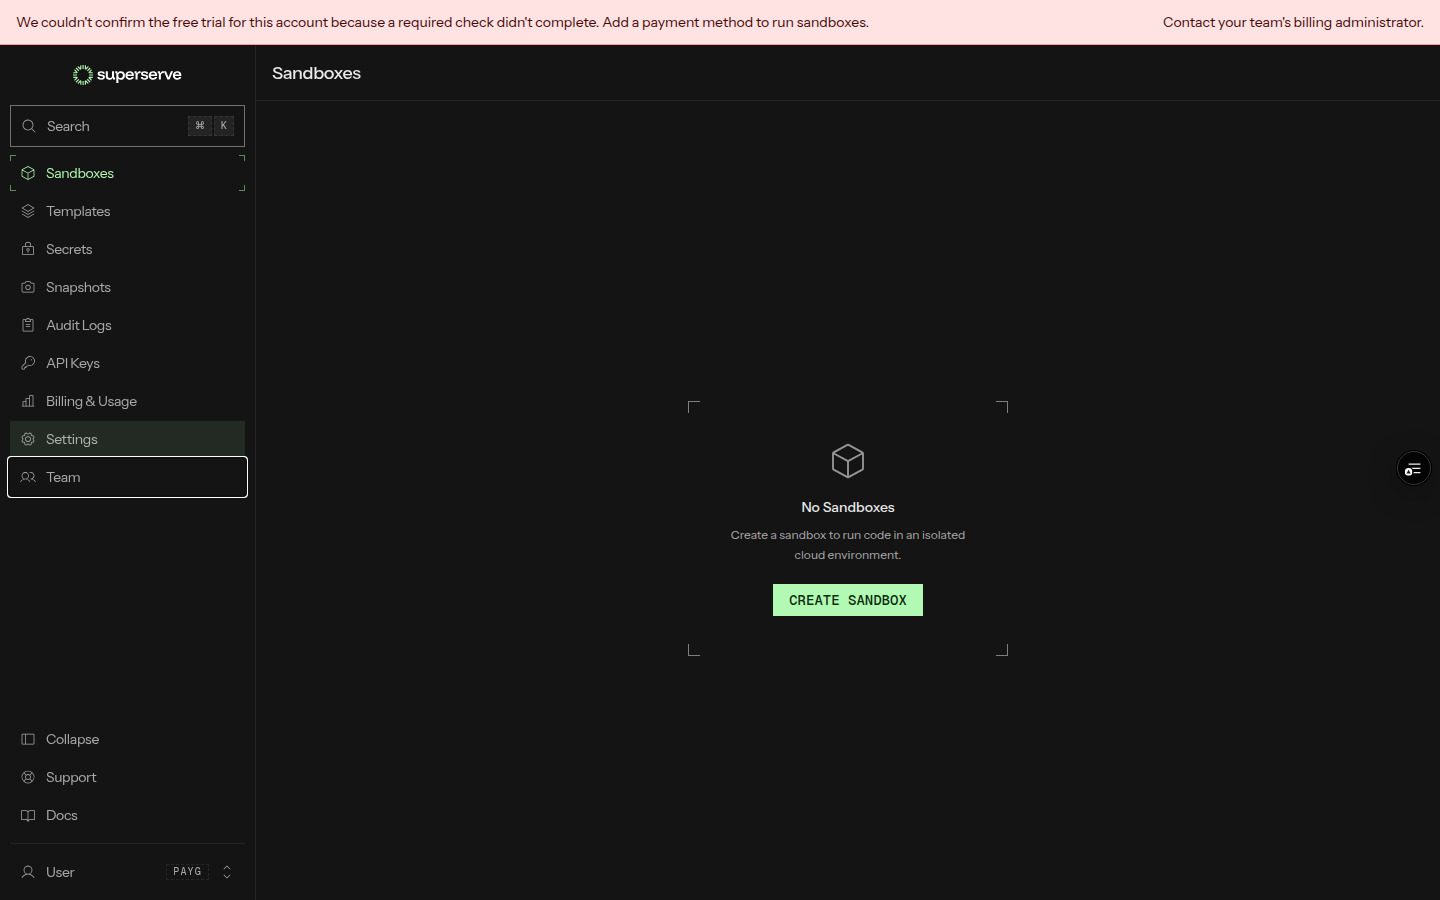 We couldn't confirm the free trial for this account because a required check didn't complete. Add a payment method to run sandboxes.
Contact your team's billing administrator.
superserve
Search ⌘ K
Sandboxes
Templates
Secrets
Snapshots
Audit Logs
API Keys
Billing & Usage
Settings
Team
Collapse
Support
Docs
User PAYG
Sandboxes
No Sandboxes
Create a sandbox to run code in an isolated
cloud environment.
CREATE SANDBOX